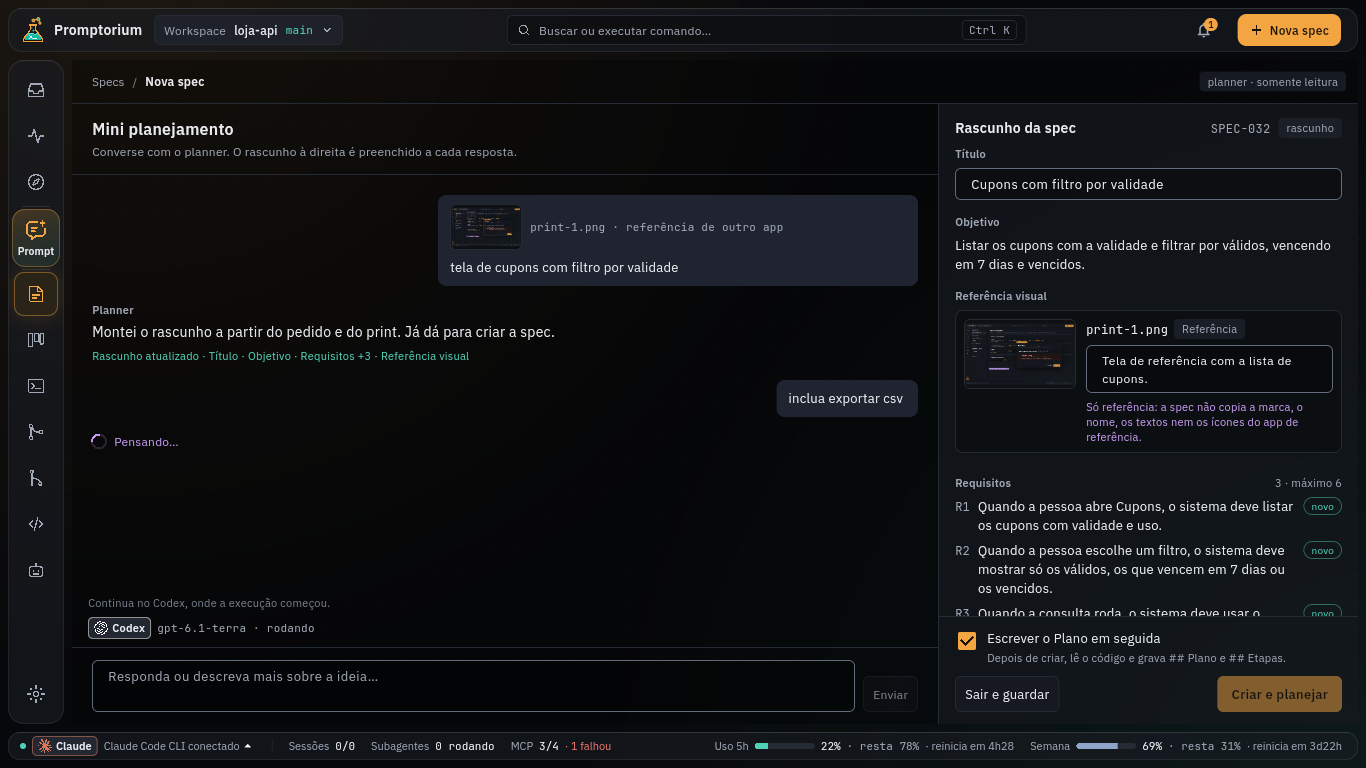 Promptorium
Workspace loja-api main
Buscar ou executar comando...
Ctrl K
1
+ Nova spec
Specs / Nova spec
planner · somente leitura
Prompt
Mini planejamento
Converse com o planner. O rascunho à direita é preenchido a cada resposta.
print-1.png · referência de outro app
tela de cupons com filtro por validade
Planner
Montei o rascunho a partir do pedido e do print. Já dá para criar a spec.
Rascunho atualizado · Título · Objetivo · Requisitos +3 · Referência visual
inclua exportar csv
Pensando...
Continua no Codex, onde a execução começou.
Codex gpt-6.1-terra · rodando
Responda ou descreva mais sobre a ideia...
Enviar
Rascunho da spec
SPEC-032 rascunho
Título
Cupons com filtro por validade
Objetivo
Listar os cupons com a validade e filtrar por válidos, vencendo
em 7 dias e vencidos.
Referência visual
print-1.png Referência
Tela de referência com a lista de
cupons.
Só referência: a spec não copia a marca, o
nome, os textos nem os ícones do app de
referência.
Requisitos
3 · máximo 6
R1 Quando a pessoa abre Cupons, o sistema deve listar
os cupons com validade e uso.
novo
R2 Quando a pessoa escolhe um filtro, o sistema deve
mostrar só os válidos, os que vencem em 7 dias ou
os vencidos.
novo
R3 Quando a consulta roda, o sistema deve usar o
novo
Escrever o Plano em seguida
Depois de criar, lê o código e grava ## Plano e ## Etapas.
Sair e guardar
Criar e planejar
Claude Claude Code CLI conectado
Sessões 0/0
Subagentes 0 rodando
MCP 3/4 · 1 falhou
Uso 5h 22% · resta 78% · reinicia em 4h28
Semana 69% · resta 31% · reinicia em 3d22h